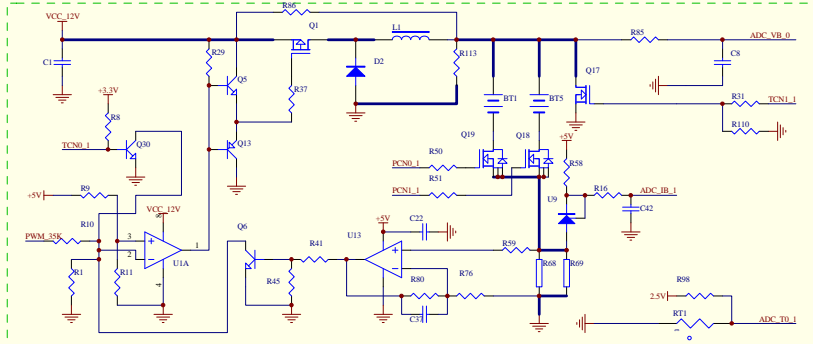 R86
VCC_12V
Q1
L1
R85
ADC_VB_0
C1
R29
D2
R113
C8
Q5
Q17
+3.3V
R37
BT1
BT5
R31
TCN1_1
R8
R110
TCN0_1
Q30
Q13
Q19
Q18
+5V
R50
PCN0_1
R58
R51
PCN1_1
+5V
R9
U9
R16
ADC_IB_1
VCC_12V
8
C42
R10
Q6
+5V
C22
PWM_35K
3
1
U13
R41
R59
2
U1A
R1
R11
4
R45
R80
R76
R68
R69
R98
2.5V
C37
RT1
ADC_T0_1